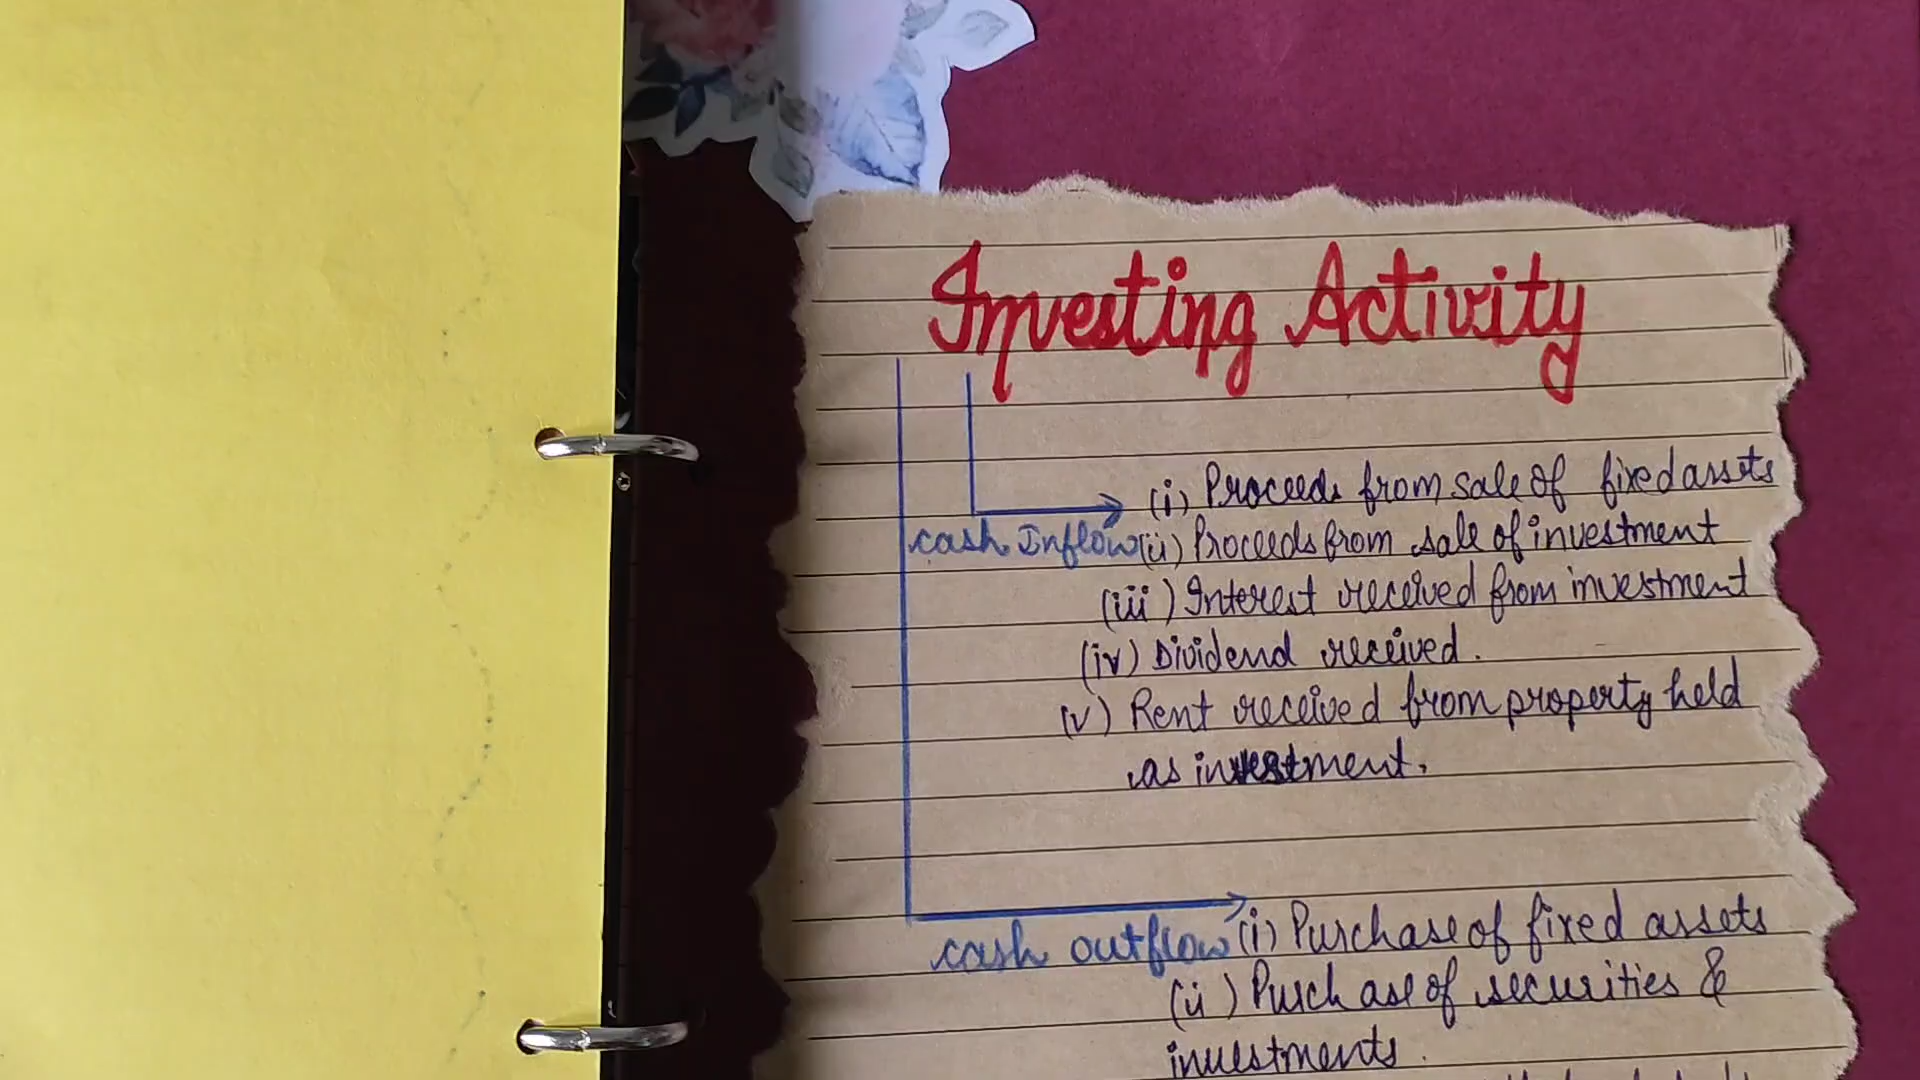 Investing Activity
(i) Proceeds from sale of fixed assets
cash Inflow (ii) Proceeds from sale of investment
(iii) Interest received from investment
(iv) Dividend received.
(v) Rent received from property held
as investment.
cash outflow (i) Purchase of fixed assets
(ii) Purchase of securities &
investments.